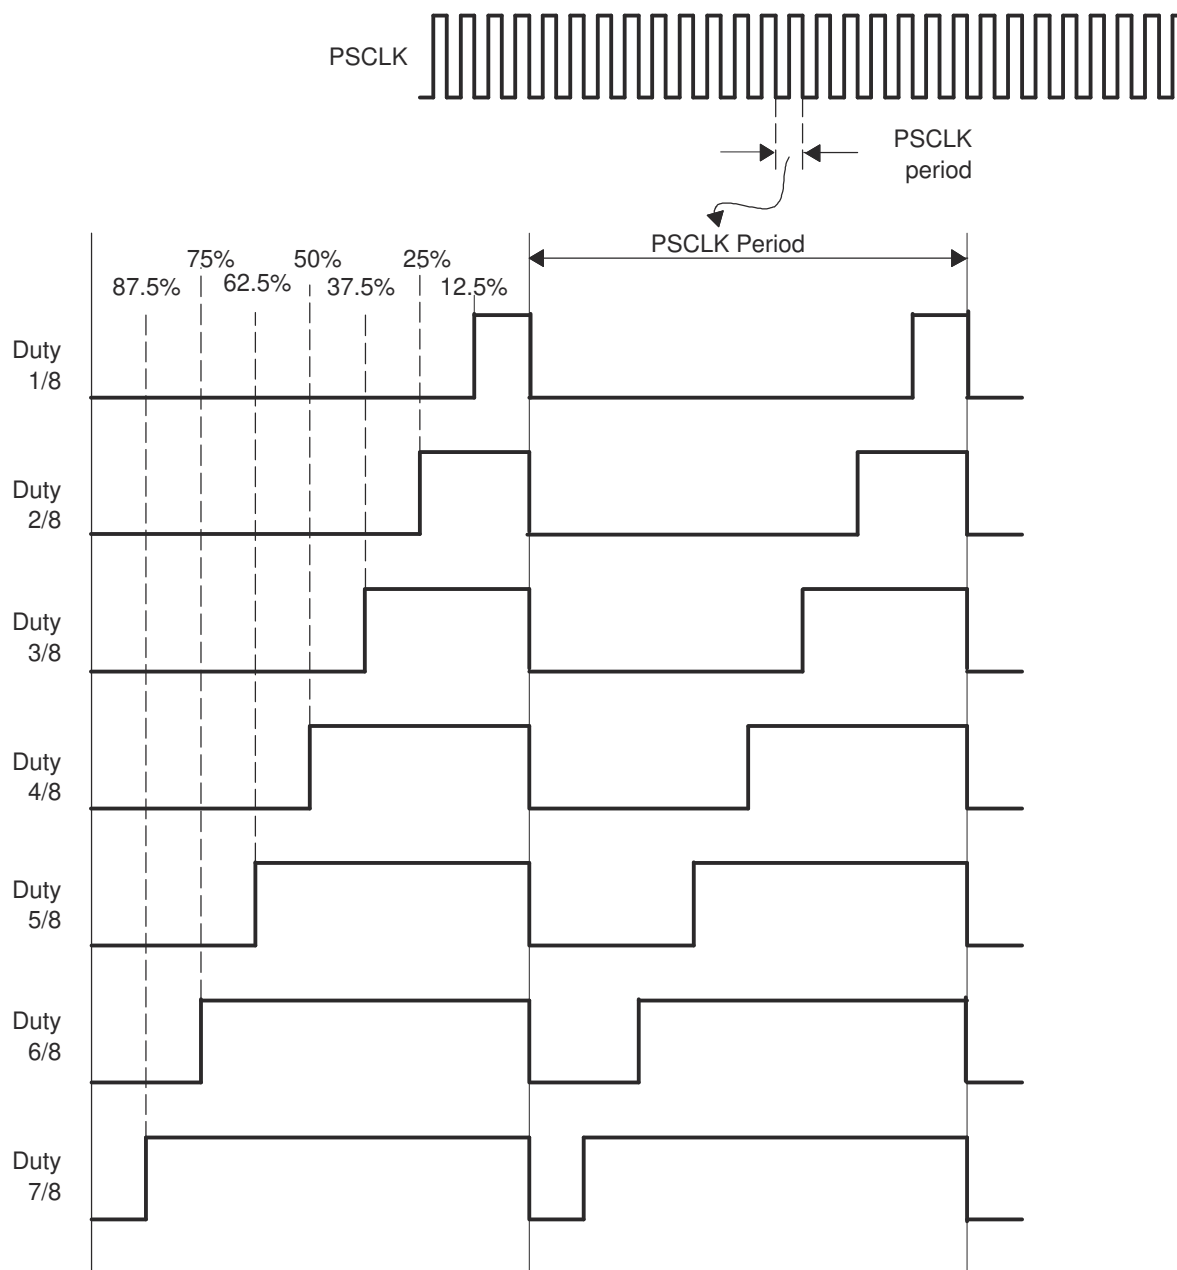 PSCLK
PSCLK
period
PSCLK Period
75%
50%
25%
87.5%
62.5%
37.5%
12.5%
Duty
1/8
Duty
2/8
Duty
3/8
Duty
4/8
Duty
5/8
Duty
6/8
Duty
7/8